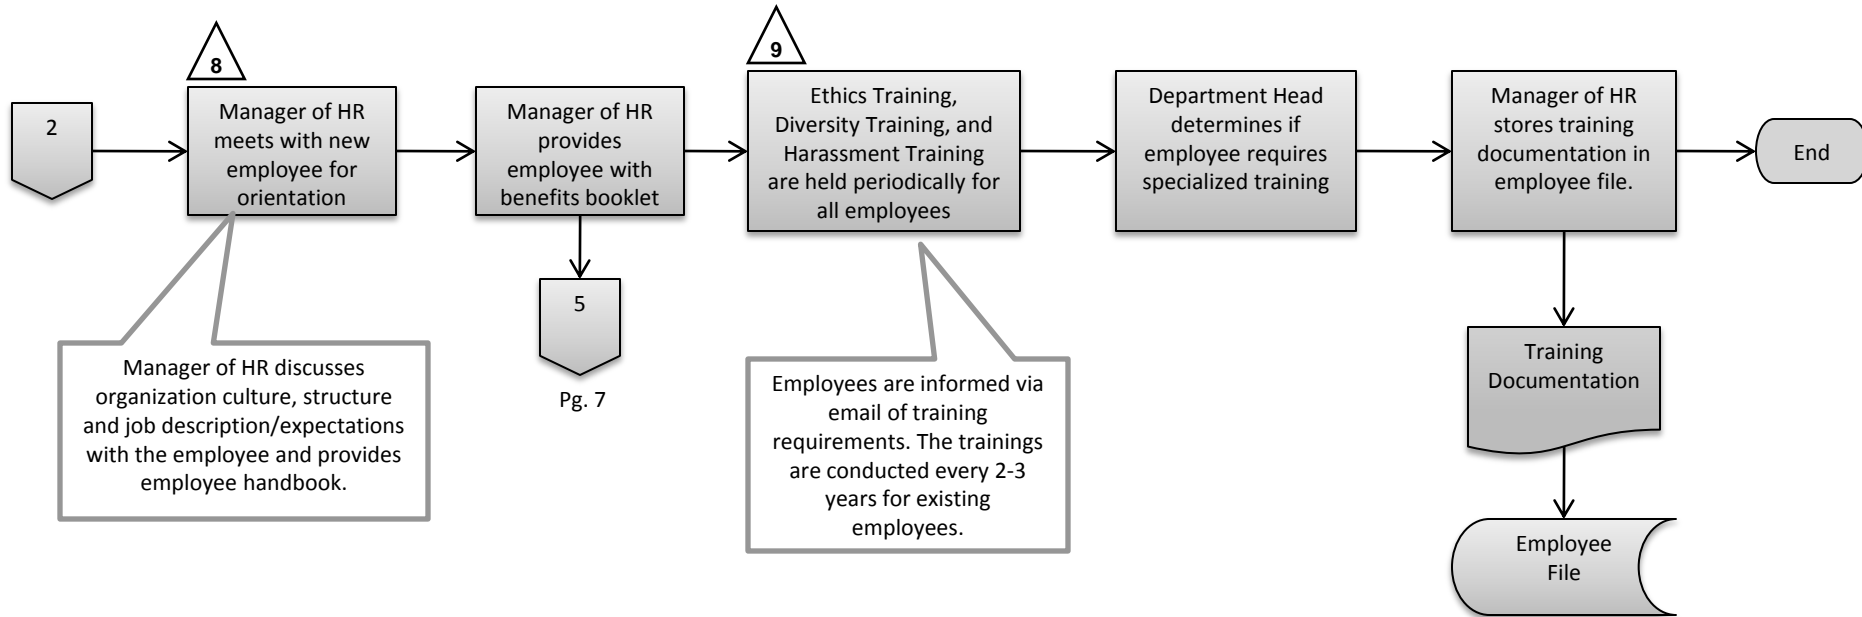 2
8
Manager of HR
meets with new
employee for
orientation
Manager of HR
provides
employee with
benefits booklet
9
Ethics Training,
Diversity Training, and
Harassment Training
are held periodically for
all employees
Department Head
determines if
employee requires
specialized training
Manager of HR
stores training
documentation in
employee file.
End
Manager of HR discusses
organization culture, structure
and job description/expectations
with the employee and provides
employee handbook.
5
Pg. 7
Employees are informed via
email of training
requirements. The trainings
are conducted every 2-3
years for existing
employees.
Training
Documentation
Employee
File